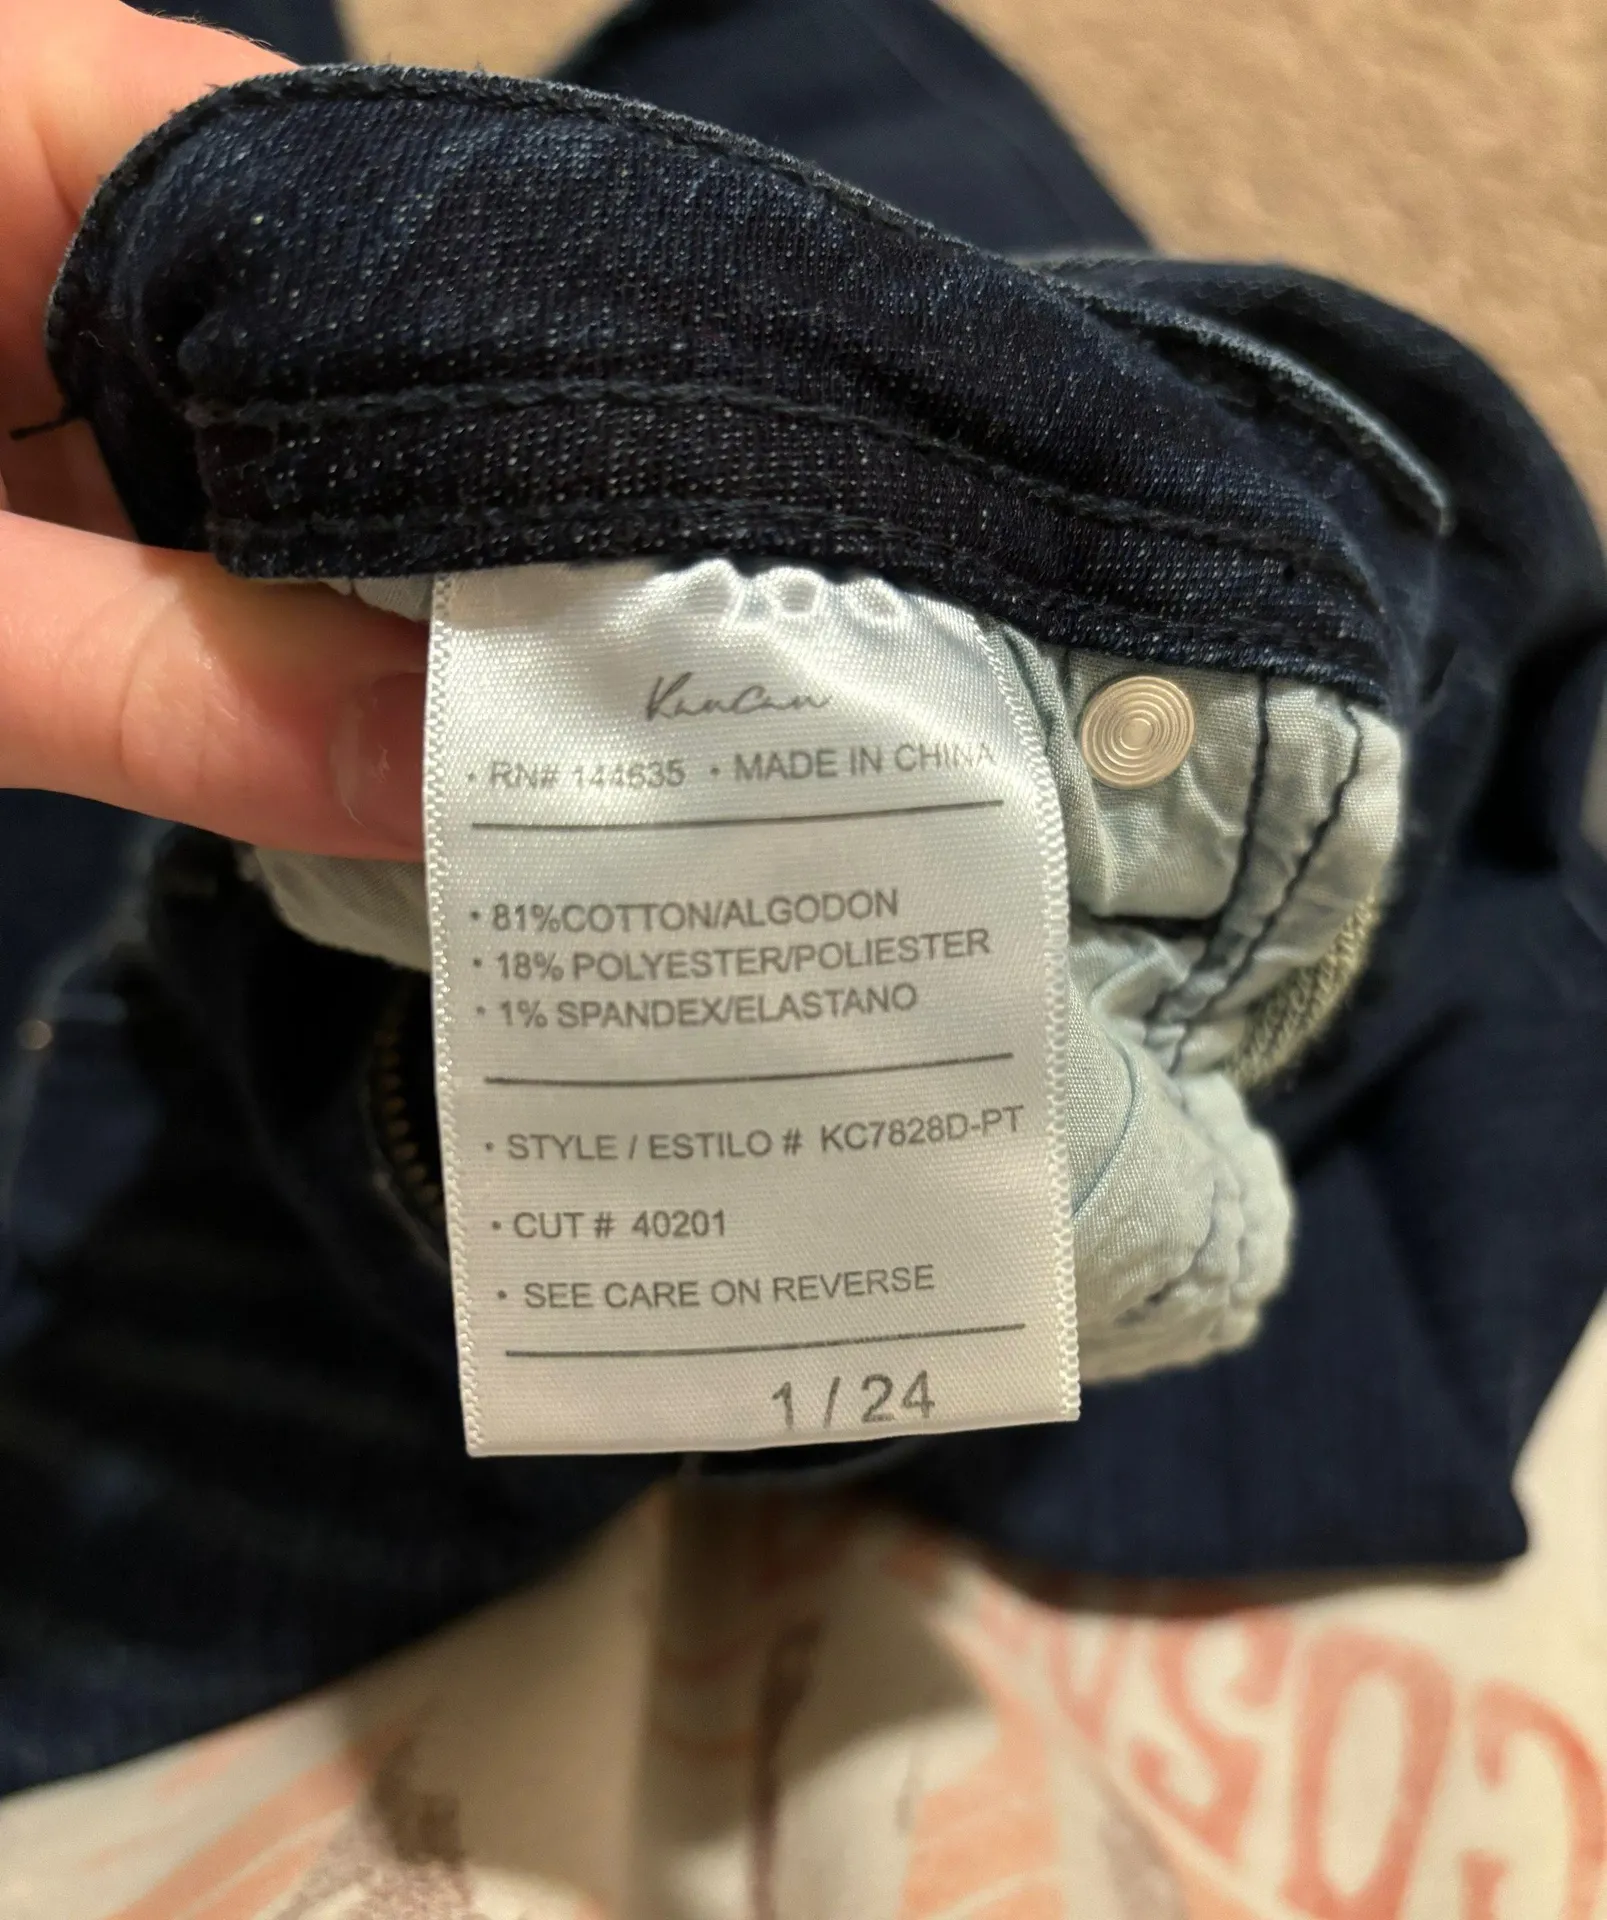 KanCan
• RN# 144635 • MADE IN CHINA
• 81%COTTON/ALGODON
• 18% POLYESTER/POLIESTER
• 1% SPANDEX/ELASTANO
• STYLE / ESTILO # KC7828D-PT
• CUT # 40201
• SEE CARE ON REVERSE
1 / 24